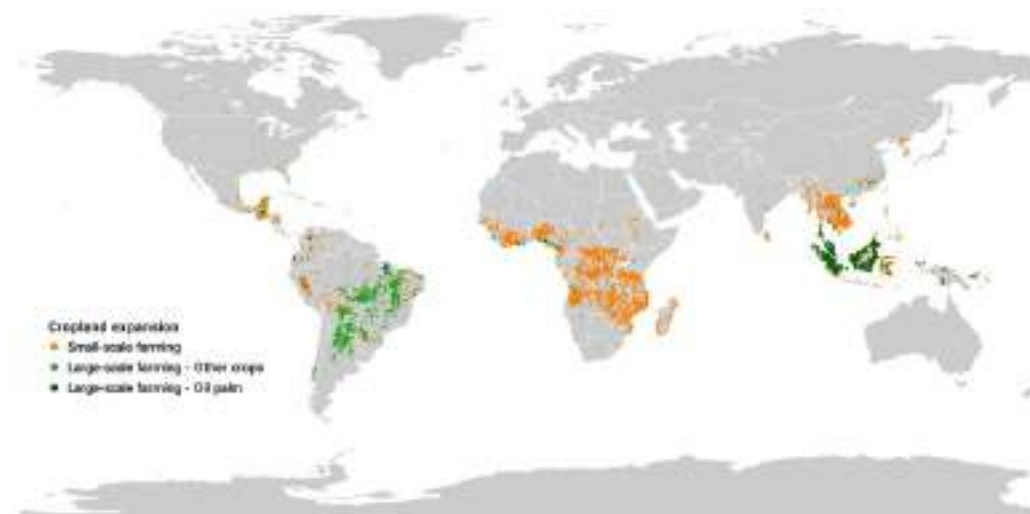 Cropland expansion
Small-scale farming
Large-scale farming - Other crops
Large-scale farming - Oil palm